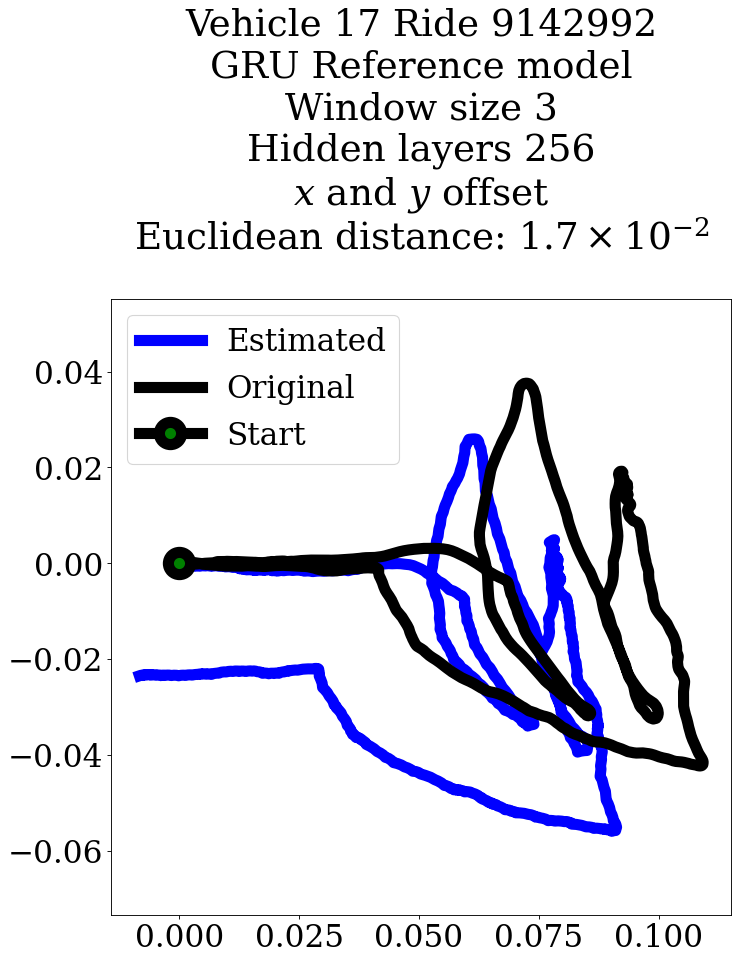 Vehicle 17 Ride 9142992
GRU Reference model
Window size 3
Hidden layers 256
x and y offset
Euclidean distance: 1.7 × 10⁻²
Estimated
Original
Start
0.04
0.02
0.00
−0.02
−0.04
−0.06
0.000 0.025 0.050 0.075 0.100